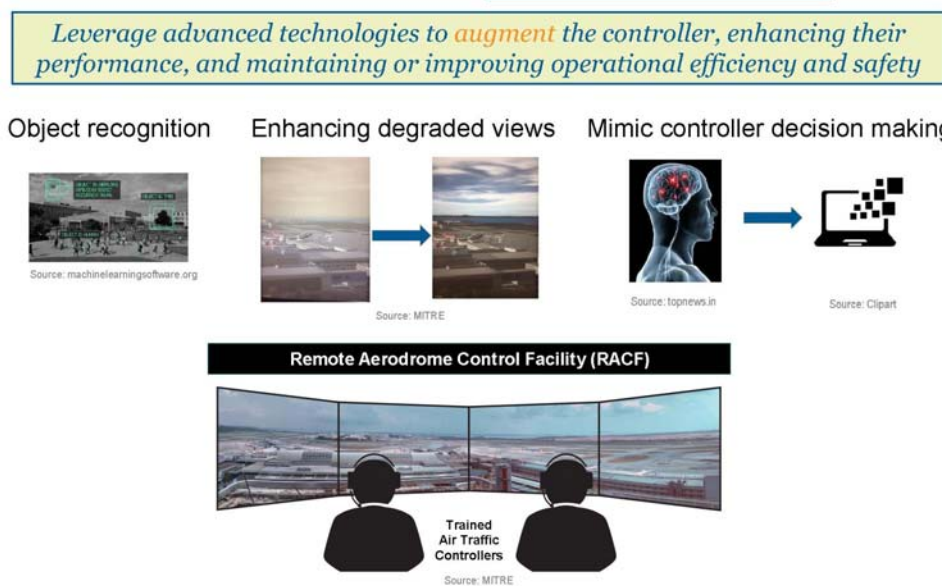 Leverage advanced technologies to augment the controller, enhancing their
performance, and maintaining or improving operational efficiency and safety
Object recognition
Enhancing degraded views
Mimic controller decision making
Source: machinelearningsoftware.org
Source: MITRE
Source: topnews.in
Source: Clipart
Remote Aerodrome Control Facility (RACF)
Trained
Air Traffic
Controllers
Source: MITRE